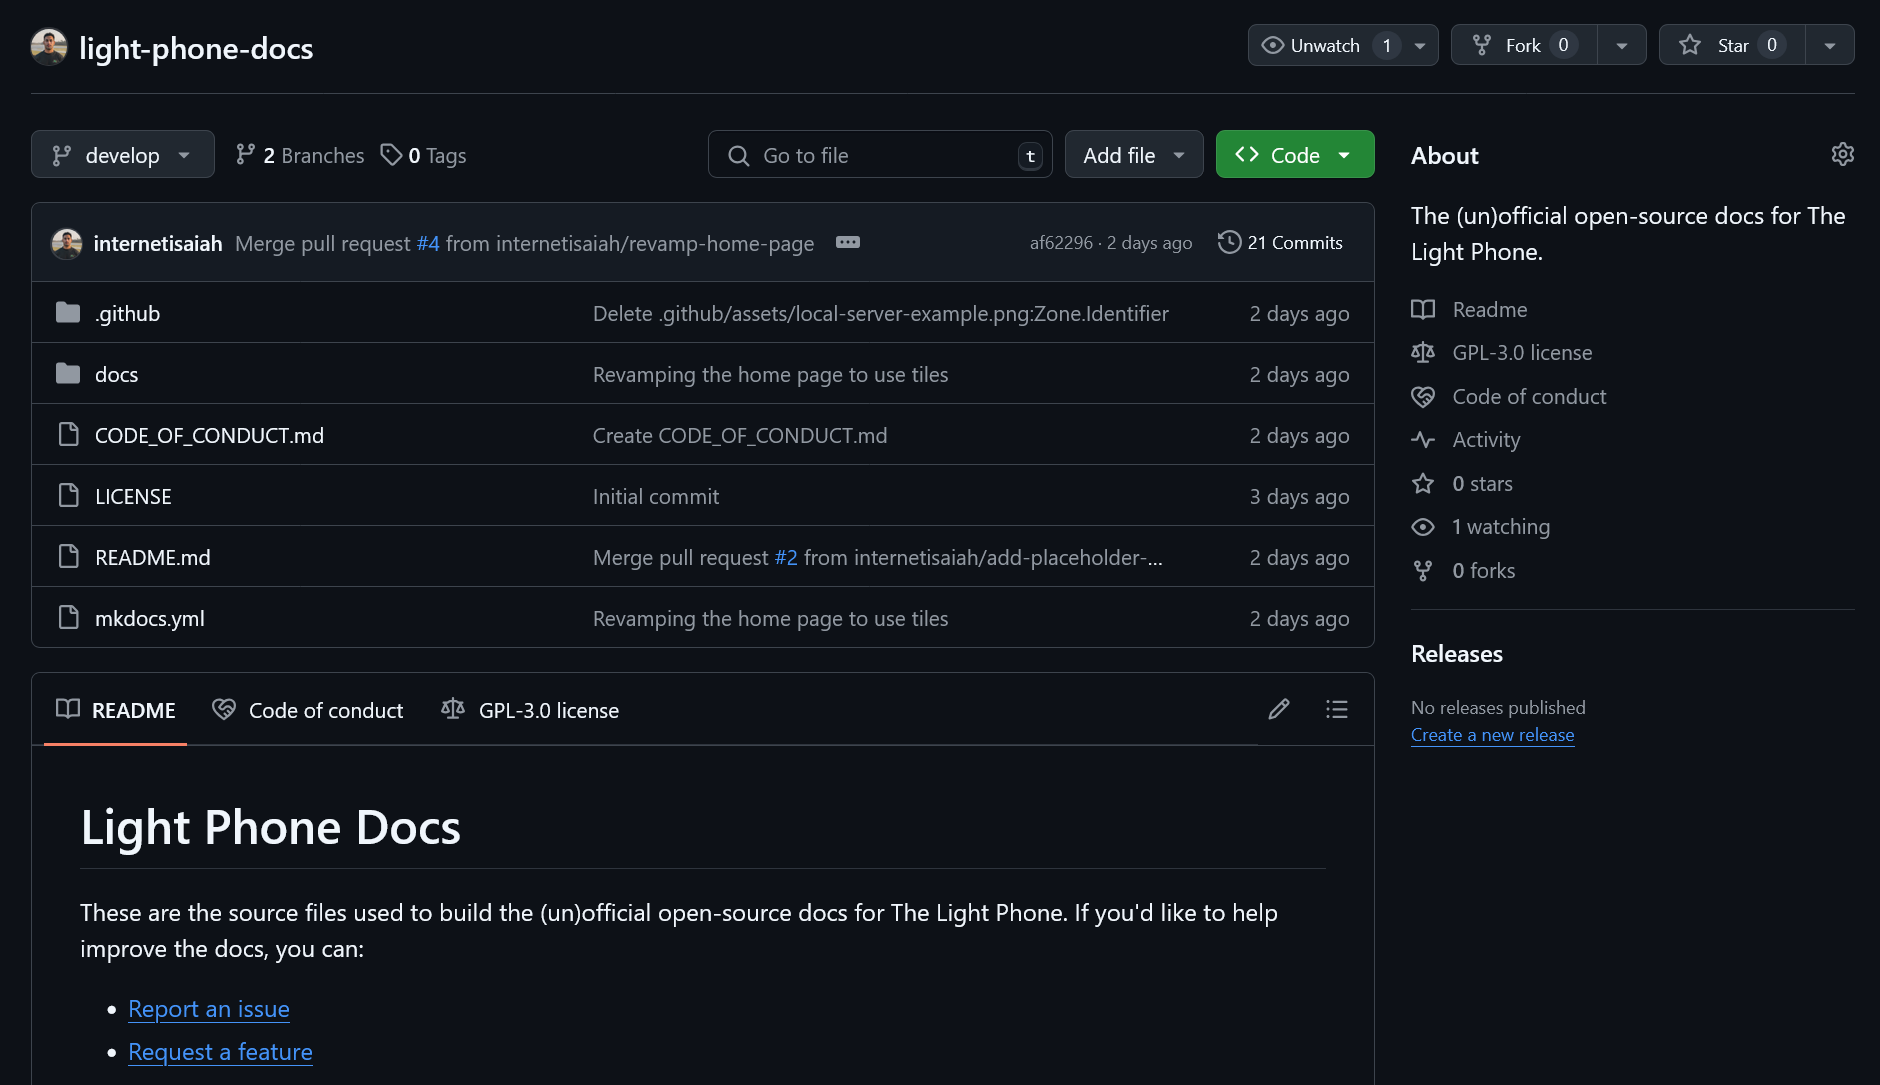 light-phone-docs
Unwatch 1
Fork 0
Star 0
develop
2 Branches
0 Tags
Go to file t
Add file
Code
internetisaiah Merge pull request #4 from internetisaiah/revamp-home-page
af62296 · 2 days ago
21 Commits
.github Delete .github/assets/local-server-example.png:Zone.Identifier 2 days ago
docs Revamping the home page to use tiles 2 days ago
CODE_OF_CONDUCT.md Create CODE_OF_CONDUCT.md 2 days ago
LICENSE Initial commit 3 days ago
README.md Merge pull request #2 from internetisaiah/add-placeholder-... 2 days ago
mkdocs.yml Revamping the home page to use tiles 2 days ago
README
Code of conduct
GPL-3.0 license
Light Phone Docs
These are the source files used to build the (un)official open-source docs for The Light Phone. If you'd like to help
improve the docs, you can:
• Report an issue
• Request a feature
About
The (un)official open-source docs for The
Light Phone.
Readme
GPL-3.0 license
Code of conduct
Activity
0 stars
1 watching
0 forks
Releases
No releases published
Create a new release